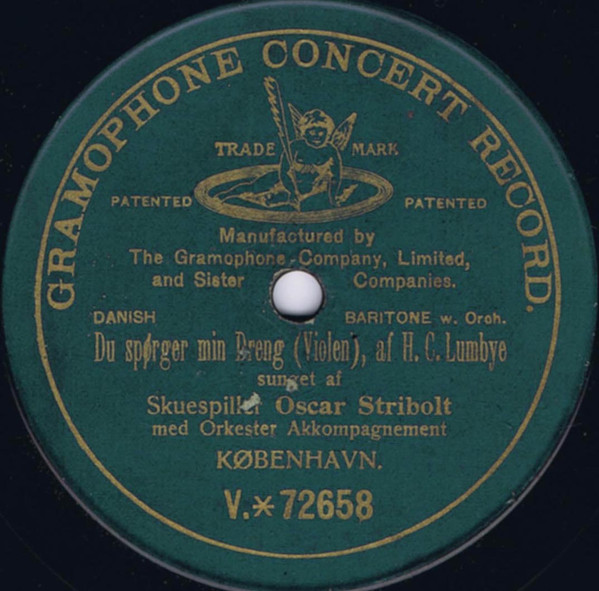 GRAMOPHONE CONCERT RECORD.
TRADE MARK
PATENTED PATENTED
Manufactured by
The Gramophone Company, Limited,
and Sister Companies.
DANISH BARITONE w. Orch.
Du spørger min Dreng (Violen), af H. C. Lumbye
sunget af
Skuespiller Oscar Stribolt
med Orkester Akkompagnement
KØBENHAVN.
V.* 72658